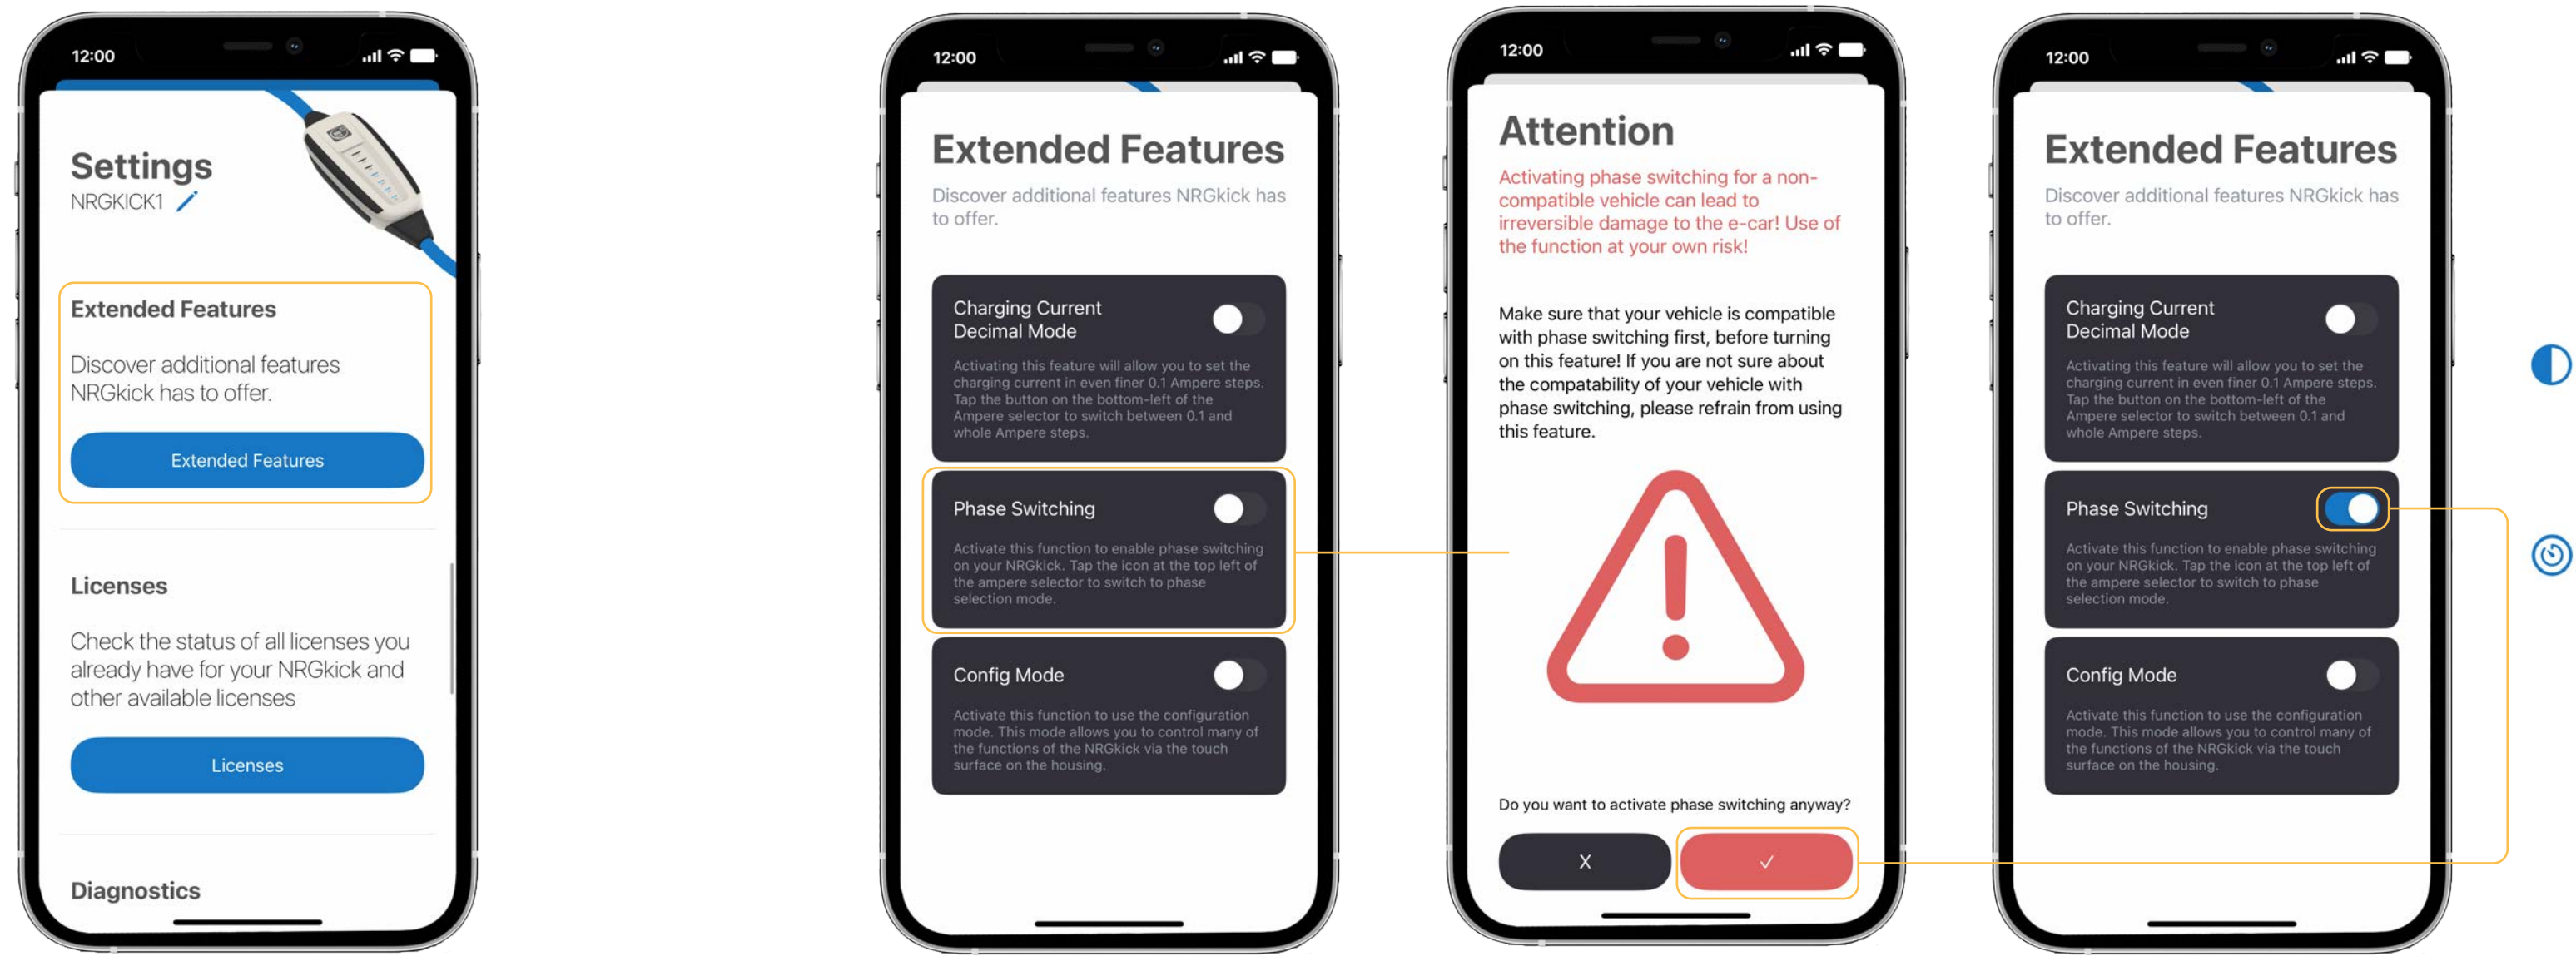 12:00
Settings
NRGKICK1
Extended Features
Discover additional features
NRGkick has to offer.
Extended Features
Licenses
Check the status of all licenses you
already have for your NRGkick and
other available licenses
Licenses
Diagnostics
12:00
Extended Features
Discover additional features NRGkick has
to offer.
Charging Current
Decimal Mode
Activating this feature will allow you to set the
charging current in even finer 0.1 Ampere steps.
Tap the button on the bottom-left of the
Ampere selector to switch between 0.1 and
whole Ampere steps.
Phase Switching
Activate this function to enable phase switching
on your NRGkick. Tap the icon at the top left of
the ampere selector to switch to phase
selection mode.
Config Mode
Activate this function to use the configuration
mode. This mode allows you to control many of
the functions of the NRGkick via the touch
surface on the housing.
12:00
Attention
Activating phase switching for a non-
compatible vehicle can lead to
irreversible damage to the e-car! Use of
the function at your own risk!
Make sure that your vehicle is compatible
with phase switching first, before turning
on this feature! If you are not sure about
the compatability of your vehicle with
phase switching, please refrain from using
this feature.
Do you want to activate phase switching anyway?
X
✓
12:00
Extended Features
Discover additional features NRGkick has
to offer.
Charging Current
Decimal Mode
Activating this feature will allow you to set the
charging current in even finer 0.1 Ampere steps.
Tap the button on the bottom-left of the
Ampere selector to switch between 0.1 and
whole Ampere steps.
Phase Switching
Activate this function to enable phase switching
on your NRGkick. Tap the icon at the top left of
the ampere selector to switch to phase
selection mode.
Config Mode
Activate this function to use the configuration
mode. This mode allows you to control many of
the functions of the NRGkick via the touch
surface on the housing.